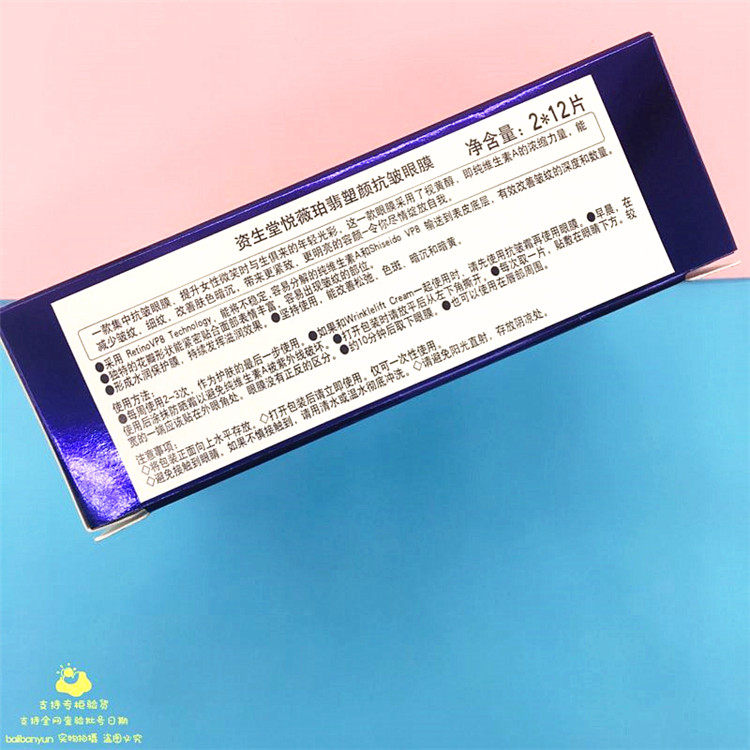 资生堂悦薇珀翡塑颜抗皱眼膜
净含量：2*12片
一款集中抗皱眼膜，提升女性微笑时与生俱来的年轻光彩，这一款眼膜采用了视黄醇，即纯维生素A的浓缩力量，能
减少皱纹、细纹，改善肤色暗沉，带来更紧致、更明亮的容颜-令你尽情绽放自我。
●采用 RetinoVP8 Technology，能将不稳定，容易分解的纯维生素A和Shiseido VP8 输送到表皮底层，有效改善皱纹的深度和数量。
●独特的花瓣形状能紧密贴合面部表情丰富，容易出现皱纹的部位。
●形成水润保护膜，持续发挥滋润效果。 ●坚持使用，能改善松弛、色斑、暗沉和暗黄。
使用方法：
●每周使用2-3次，作为护肤的最后一步使用。●如果和Wrinklelift Cream一起使用时，请先使用抗皱霜再使用眼膜。●早晨，在
使用后涂抹防晒霜以避免纯维生素A被紫外线破坏。●打开包装时请放平后从左下角撕开。●每次取一片，贴敷在眼睛下方。较
宽的一端应该贴在外眼角处。眼膜没有正反的区分。●约10分钟后取下眼膜。●也可以使用在唇部周围。
注意事项：
◇将包装正面向上水平存放。◇打开包装后请立即使用，仅可一次性使用。
◇避免接触到眼睛，如果不慎接触到，请用清水或温水彻底冲洗。◇请避免阳光直射，存放阴凉处。
支持专柜验货
支持全网查验批号日期
balibanyun 实物拍摄 盗图必究